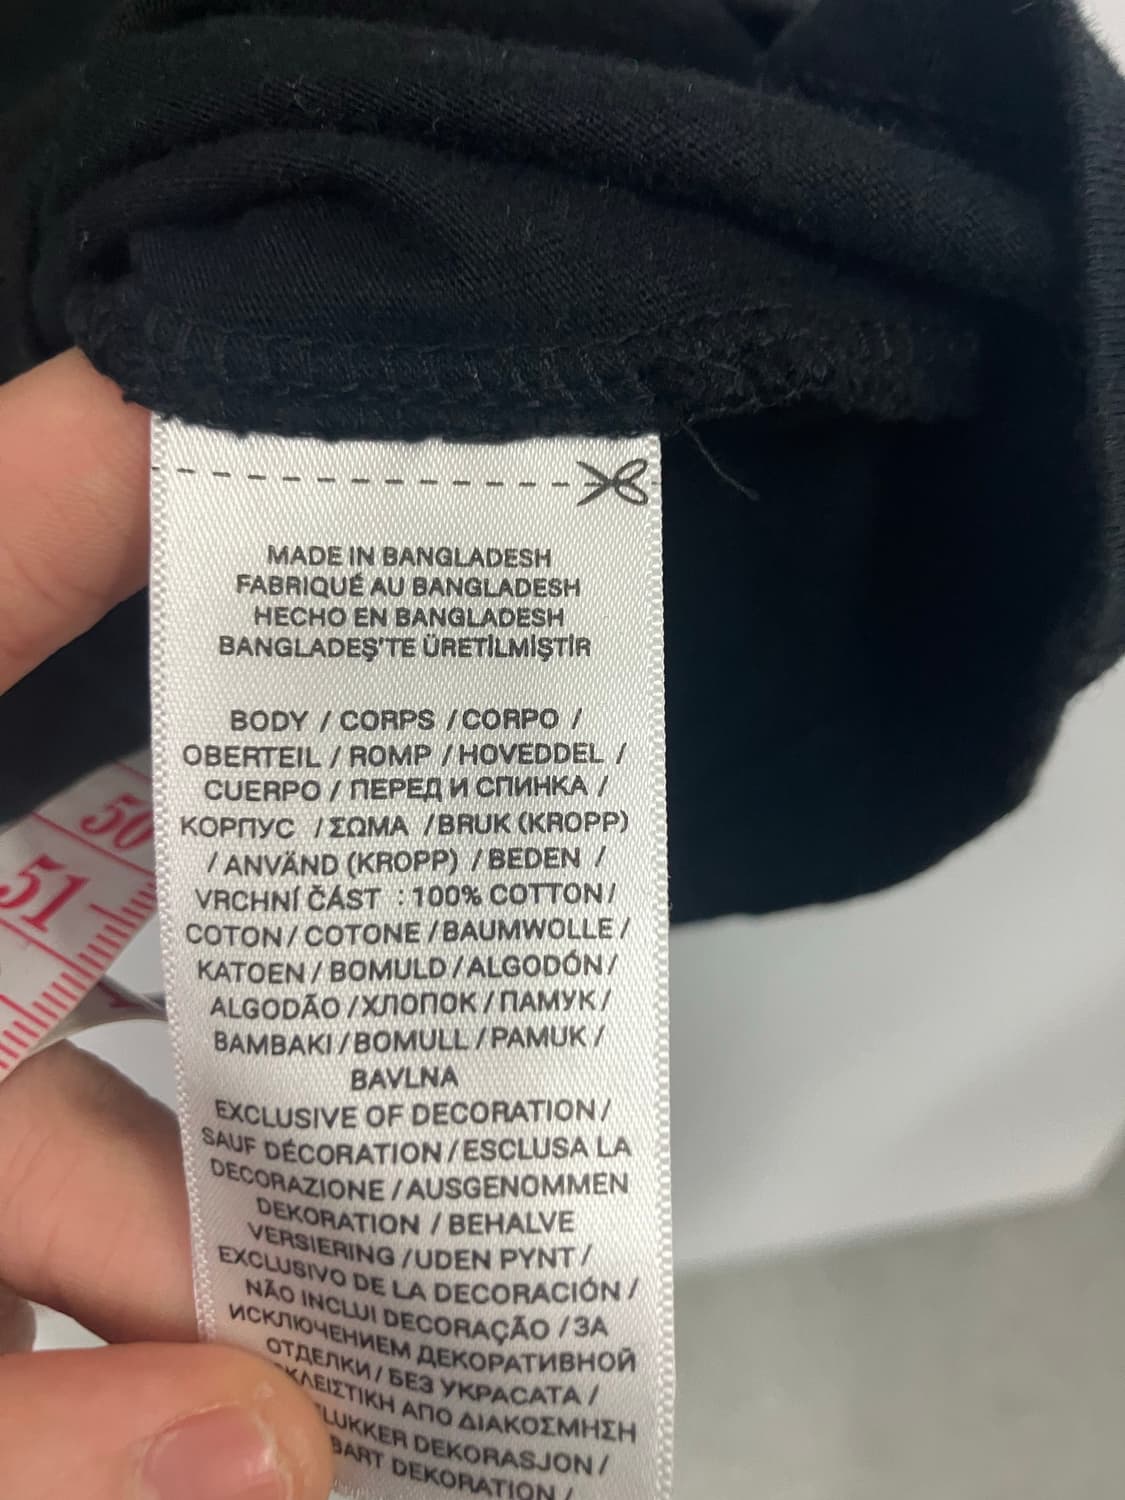 MADE IN BANGLADESH
FABRIQUÉ AU BANGLADESH
HECHO EN BANGLADESH
BANGLADEŞ'TE ÜRETİLMİŞTİR
BODY / CORPS / CORPO /
OBERTEIL / ROMP / HOVEDDEL /
CUERPO / ПЕРЕД И СПИНКА /
КОРПУС / ΣΩΜΑ / BRUK (KROPP)
/ ANVÄND (KROPP) / BEDEN /
VRCHNÍ ČÁST : 100% COTTON /
COTON / COTONE / BAUMWOLLE /
KATOEN / BOMULD / ALGODÓN /
ALGODÃO / ХЛОПОК / ПАМУК /
BAMBAKI / BOMULL / PAMUK /
BAVLNA
EXCLUSIVE OF DECORATION /
SAUF DÉCORATION / ESCLUSA LA
DECORAZIONE / AUSGENOMMEN
DEKORATION / BEHALVE
VERSIERING / UDEN PYNT /
EXCLUSIVO DE LA DECORACIÓN /
NÃO INCLUI DECORAÇÃO / ЗА
ИСКЛЮЧЕНИЕМ ДЕКОРАТИВНОЙ
ОТДЕЛКИ / БЕЗ УКРАСАТА /
ΑΠΟ ΔΙΑΚΟΣΜΗΣΗ
DEKORASJON /
DEKORATION /
50
51